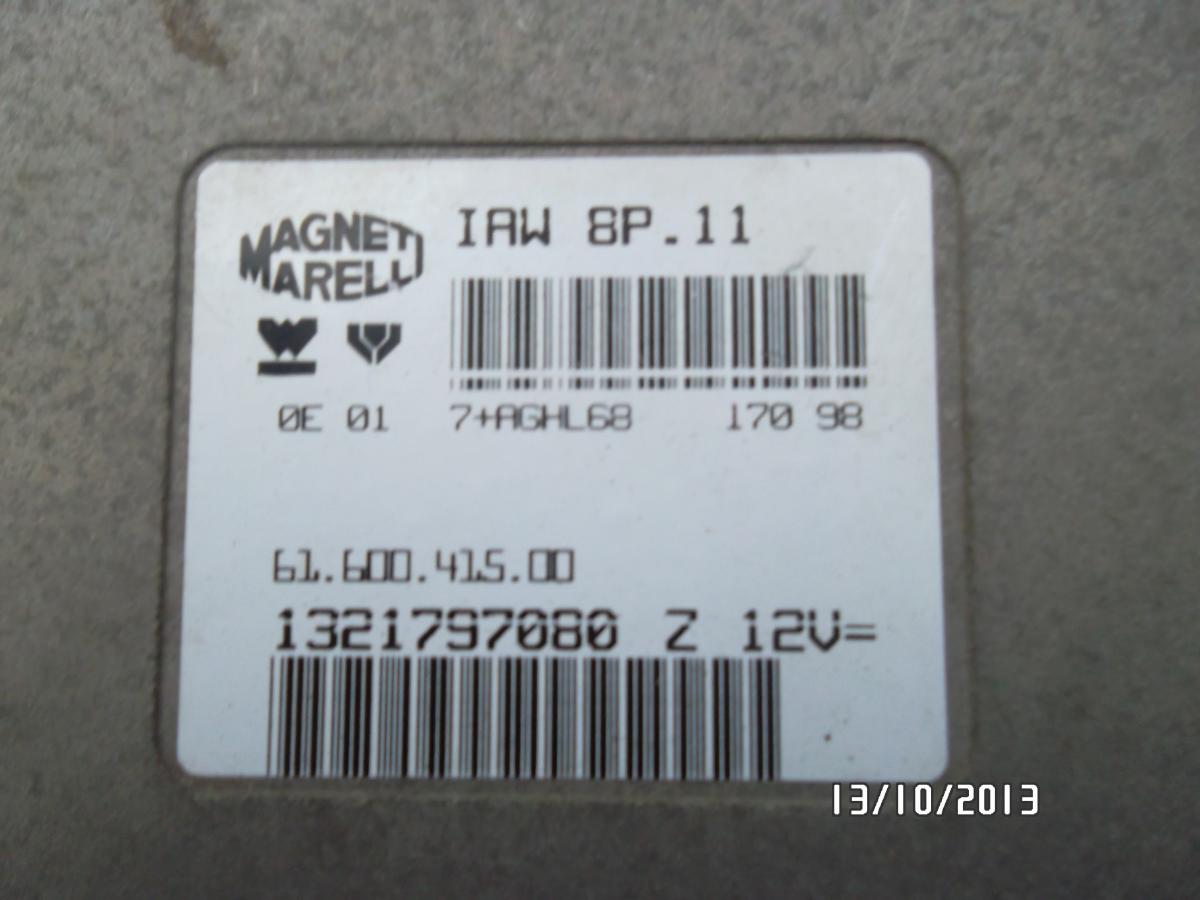 MAGNETI
MARELLI
IAW 8P.11
0E 01 7+AGHL68 170 98
61.600.415.00
1321797080 Z 12V=
13/10/2013